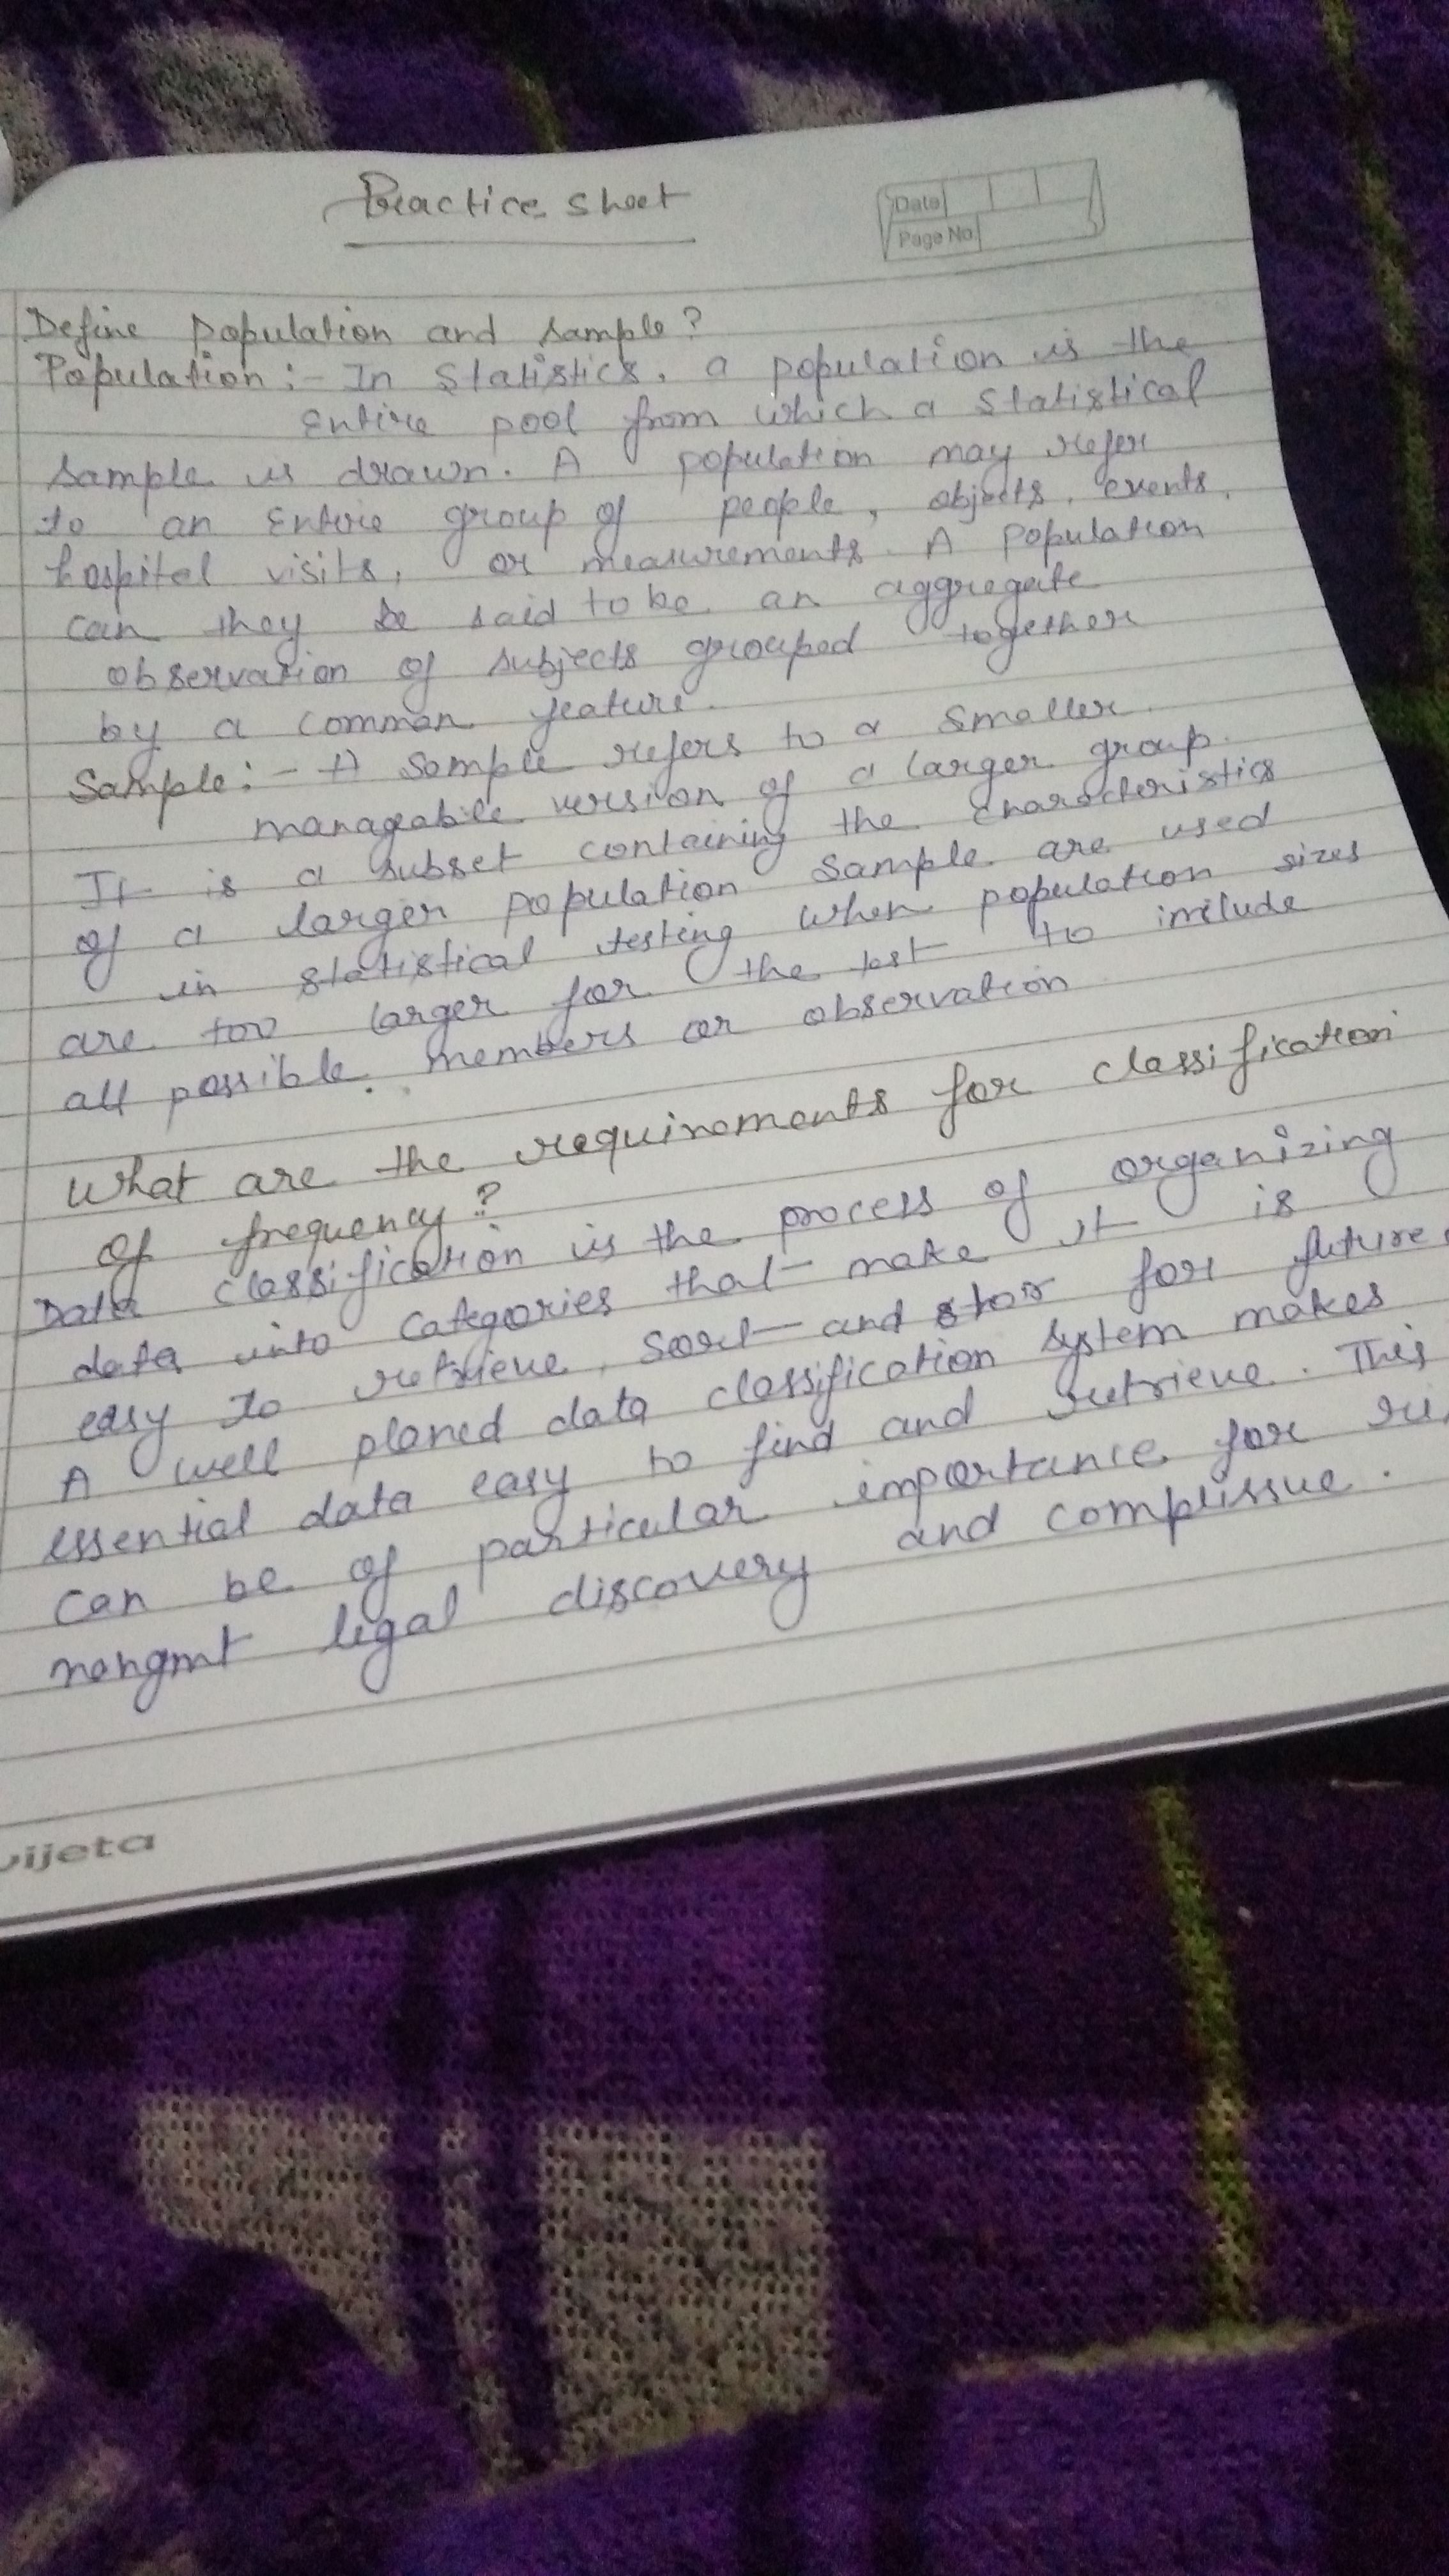 Practice sheet
Date
Page No
Define population and sample?
Population :- In statistics, a population is the
entire pool from which a statistical
sample is drawn. A population may refer
to an entire group of people, objects, events,
hospital visits, or measurements. A population
can they be said to be an aggregate
observation of subjects grouped together
by a common feature.
Sample :- A sample refers to a smaller
manageable version of a larger group.
It is a subset containing the characteristics
of a larger population sample are used
in statistical testing when population sizes
are too larger for the test to include
all possible. members or observation
What are the requirements for classification
of frequency?
Data classification is the process of organizing
data into categories that make it is
easy to retrieve, sort and stor for future
A well planed data classification system makes
essential data easy to find and retrieve. This
can be of particular importance for
legal discovery and complissue.
vijeta